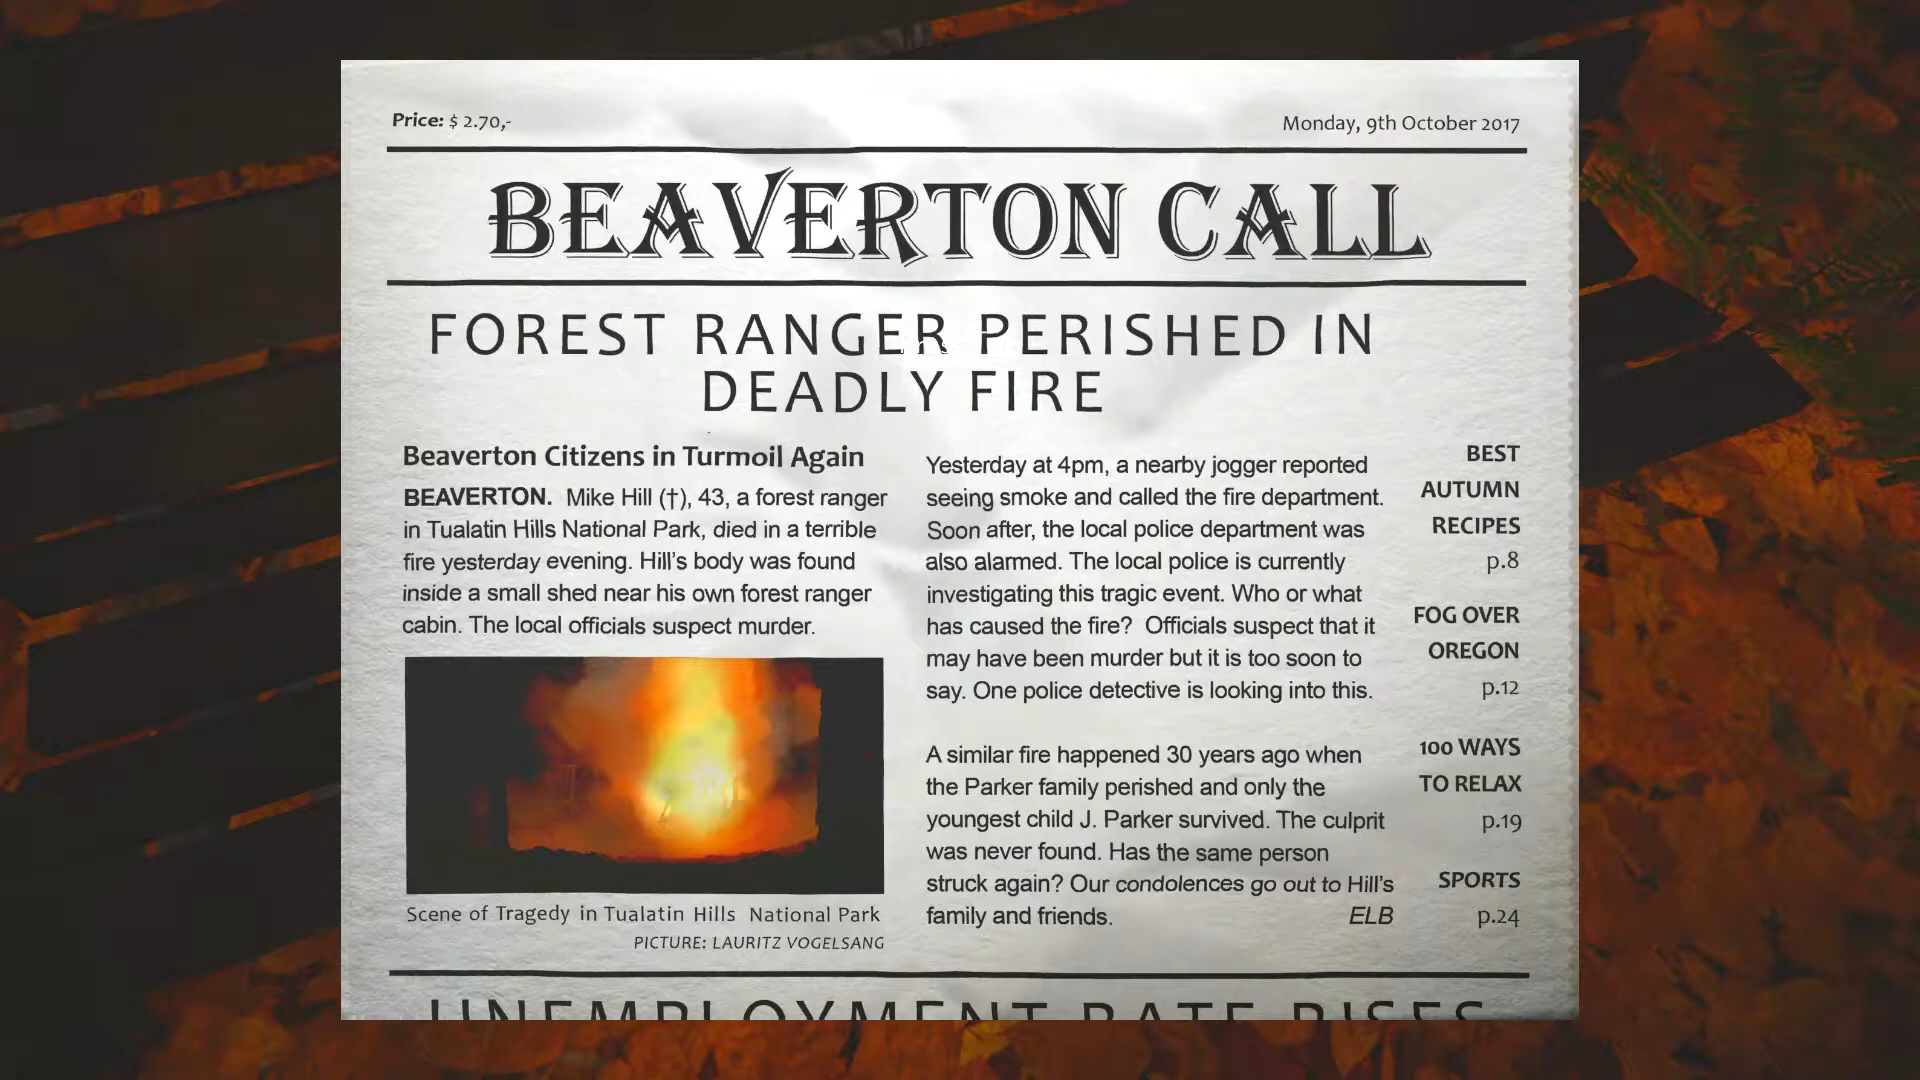 Price: $ 2.70,-
Monday, 9th October 2017
BEAVERTON CALL
FOREST RANGER PERISHED IN
DEADLY FIRE
Beaverton Citizens in Turmoil Again
BEAVERTON. Mike Hill (†), 43, a forest ranger
in Tualatin Hills National Park, died in a terrible
fire yesterday evening. Hill's body was found
inside a small shed near his own forest ranger
cabin. The local officials suspect murder.
Scene of Tragedy in Tualatin Hills National Park
PICTURE: LAURITZ VOGELSANG
Yesterday at 4pm, a nearby jogger reported
seeing smoke and called the fire department.
Soon after, the local police department was
also alarmed. The local police is currently
investigating this tragic event. Who or what
has caused the fire? Officials suspect that it
may have been murder but it is too soon to
say. One police detective is looking into this.
A similar fire happened 30 years ago when
the Parker family perished and only the
youngest child J. Parker survived. The culprit
was never found. Has the same person
struck again? Our condolences go out to Hill's
family and friends.
ELB
BEST
AUTUMN
RECIPES
p.8
FOG OVER
OREGON
p.12
100 WAYS
TO RELAX
p.19
SPORTS
p.24
UNEMPLOYMENT RATE RISES